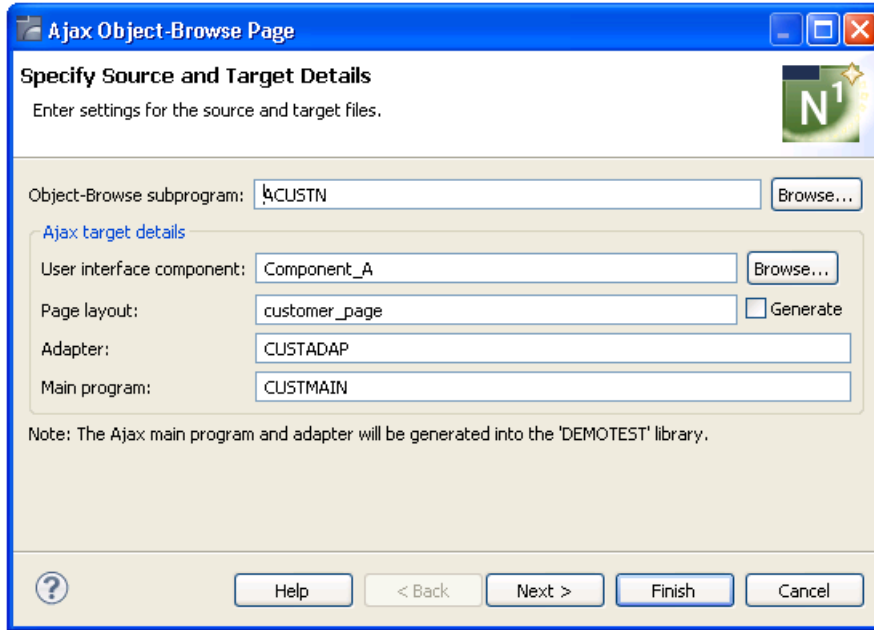 Ajax Object-Browse Page
Specify Source and Target Details
Enter settings for the source and target files.
N1
Object-Browse subprogram: ACUSTN Browse...
Ajax target details
User interface component: Component_A Browse...
Page layout: customer_page Generate
Adapter: CUSTADAP
Main program: CUSTMAIN
Note: The Ajax main program and adapter will be generated into the 'DEMOTEST' library.
? Help < Back Next > Finish Cancel